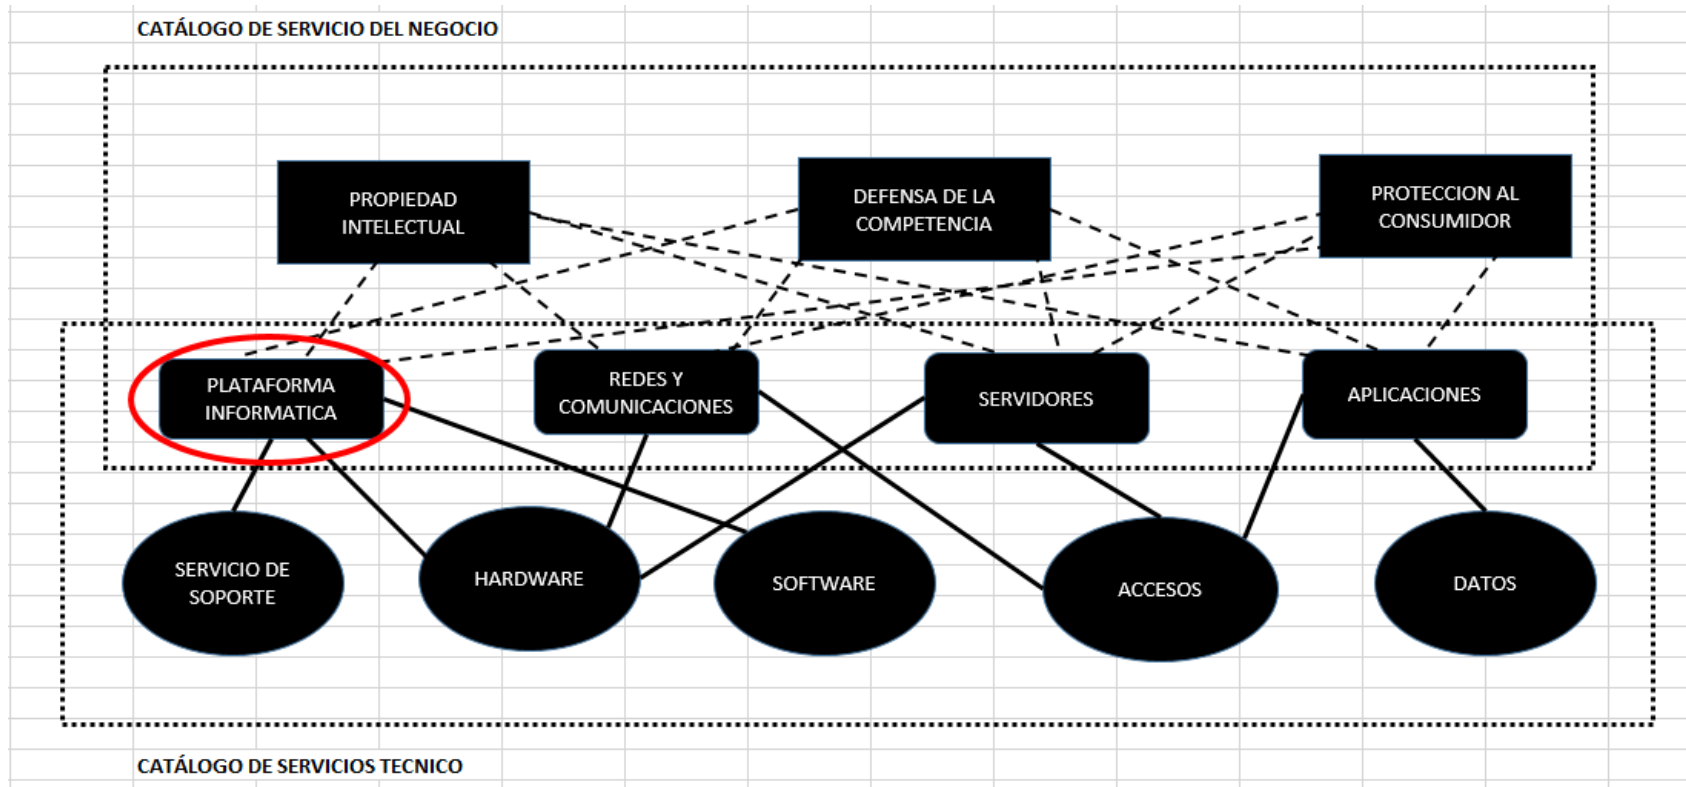 CATÁLOGO DE SERVICIO DEL NEGOCIO
PROPIEDAD
INTELECTUAL
DEFENSA DE LA
COMPETENCIA
PROTECCION AL
CONSUMIDOR
PLATAFORMA
INFORMATICA
REDES Y
COMUNICACIONES
SERVIDORES
APLICACIONES
SERVICIO DE
SOPORTE
HARDWARE
SOFTWARE
ACCESOS
DATOS
CATÁLOGO DE SERVICIOS TECNICO